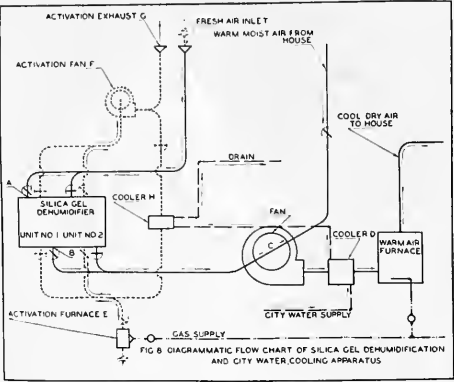 ACTIVATION EXHAUST G
FRESH AIR INLET
WARM MOIST AIR FROM
HOUSE
ACTIVATION FAN F
COOL DRY AIR
TO HOUSE
DRAIN
A
COOLER H
SILICA GEL
DEHUMIDIFIER
FAN
UNIT NO. 1 UNIT NO. 2
C
COOLER D
B
WARM AIR
FURNACE
CITY WATER SUPPLY
ACTIVATION FURNACE E
GAS SUPPLY
FIG 8 DIAGRAMMATIC FLOW CHART OF SILICA GEL DEHUMIDIFICATION
AND CITY WATER COOLING APPARATUS